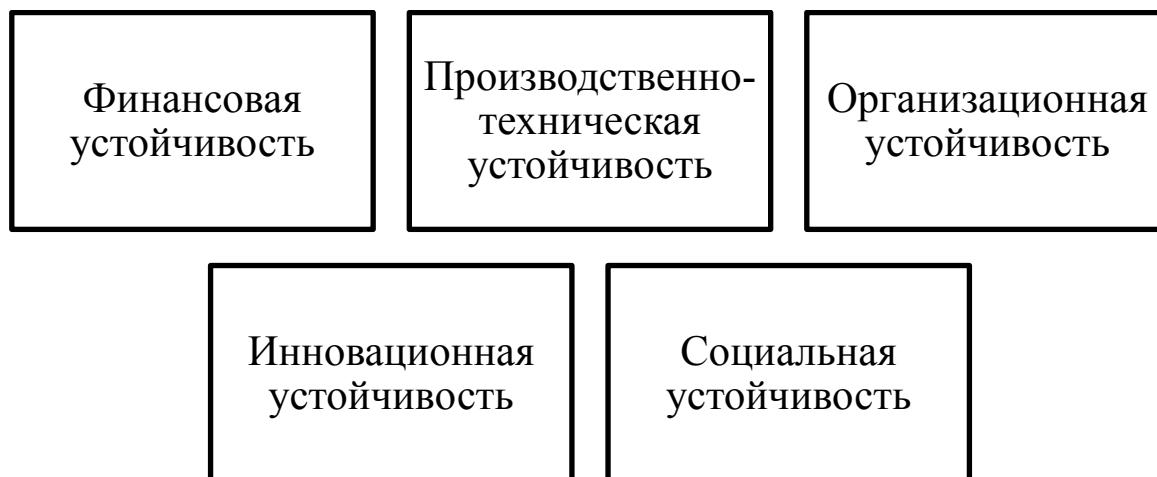 Финансовая
устойчивость
Производственно-
техническая
устойчивость
Организационная
устойчивость
Инновационная
устойчивость
Социальная
устойчивость